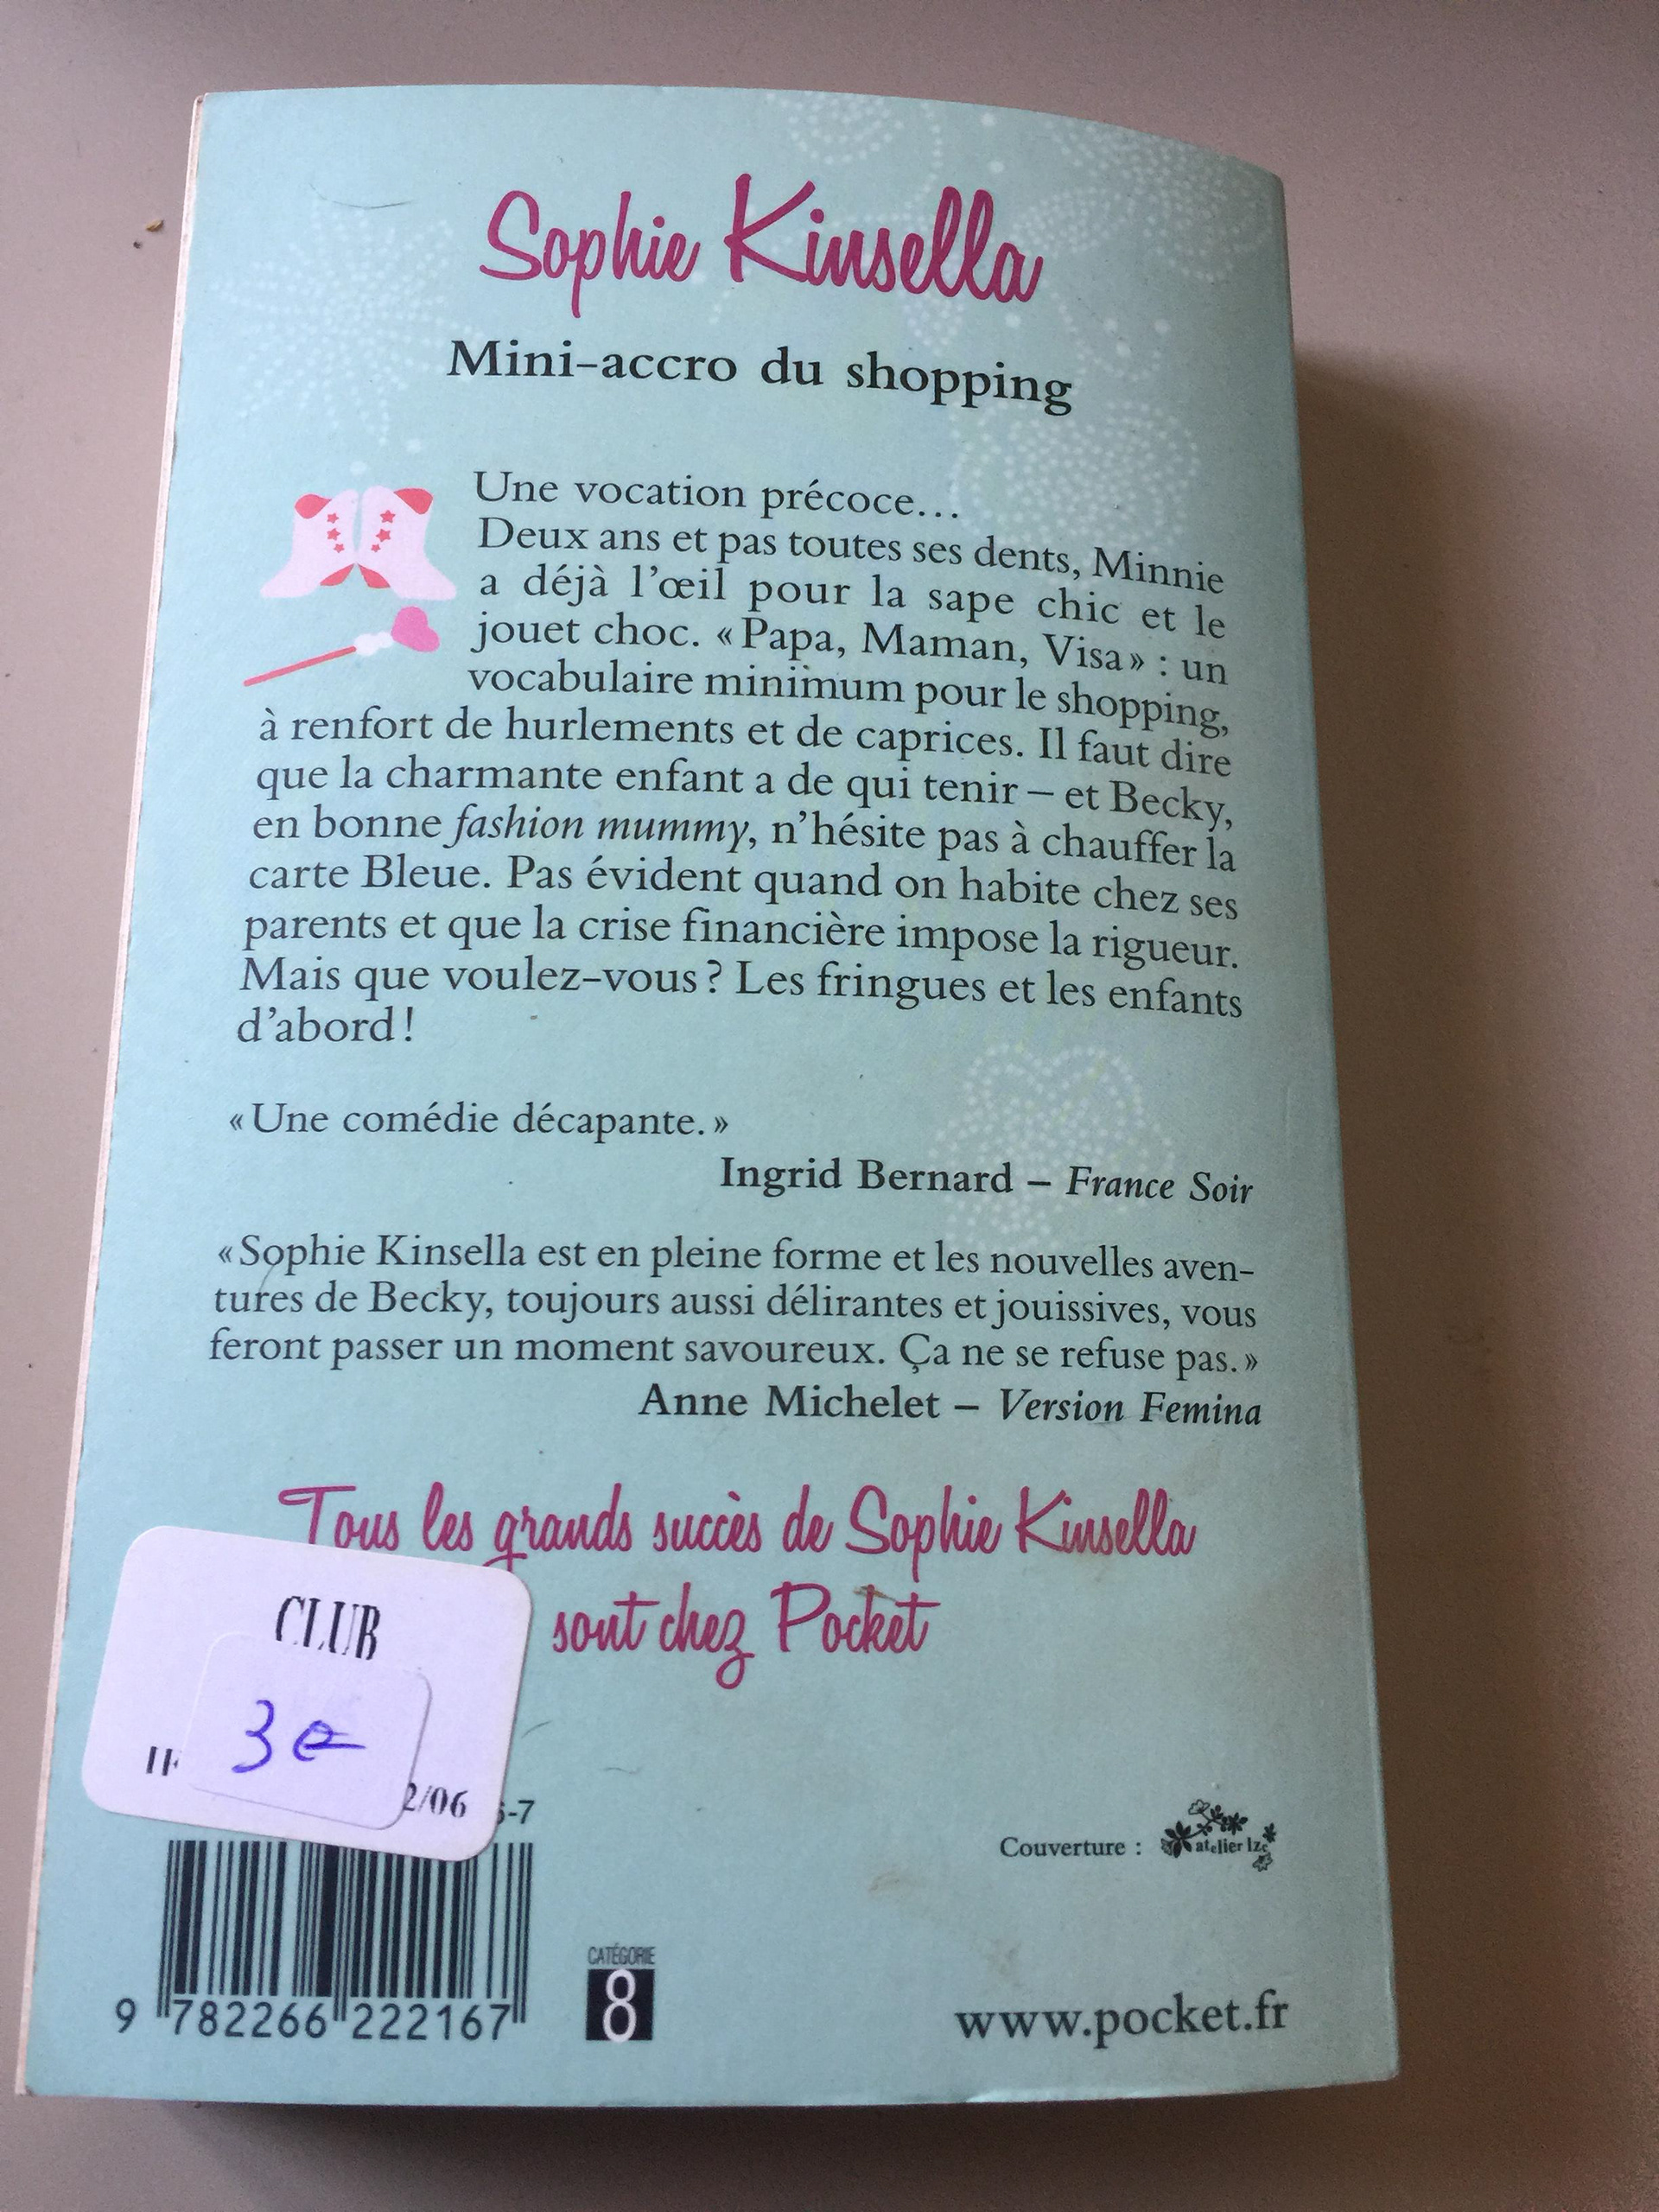 Sophie Kinsella
Mini-accro du shopping
Une vocation précoce…
Deux ans et pas toutes ses dents, Minnie
a déjà l'œil pour la sape chic et le
jouet choc. « Papa, Maman, Visa » : un
vocabulaire minimum pour le shopping,
à renfort de hurlements et de caprices. Il faut dire
que la charmante enfant a de qui tenir – et Becky,
en bonne fashion mummy, n'hésite pas à chauffer la
carte Bleue. Pas évident quand on habite chez ses
parents et que la crise financière impose la rigueur.
Mais que voulez-vous ? Les fringues et les enfants
d'abord !
« Une comédie décapante. »
Ingrid Bernard – France Soir
« Sophie Kinsella est en pleine forme et les nouvelles aven-
tures de Becky, toujours aussi délirantes et jouissives, vous
feront passer un moment savoureux. Ça ne se refuse pas. »
Anne Michelet – Version Femina
Tous les grands succès de Sophie Kinsella
sont chez Pocket
CLUB
3 €
2/06
-7
Couverture :
atelier lzc
9 782266 222167
CATÉGORIE
8
www.pocket.fr